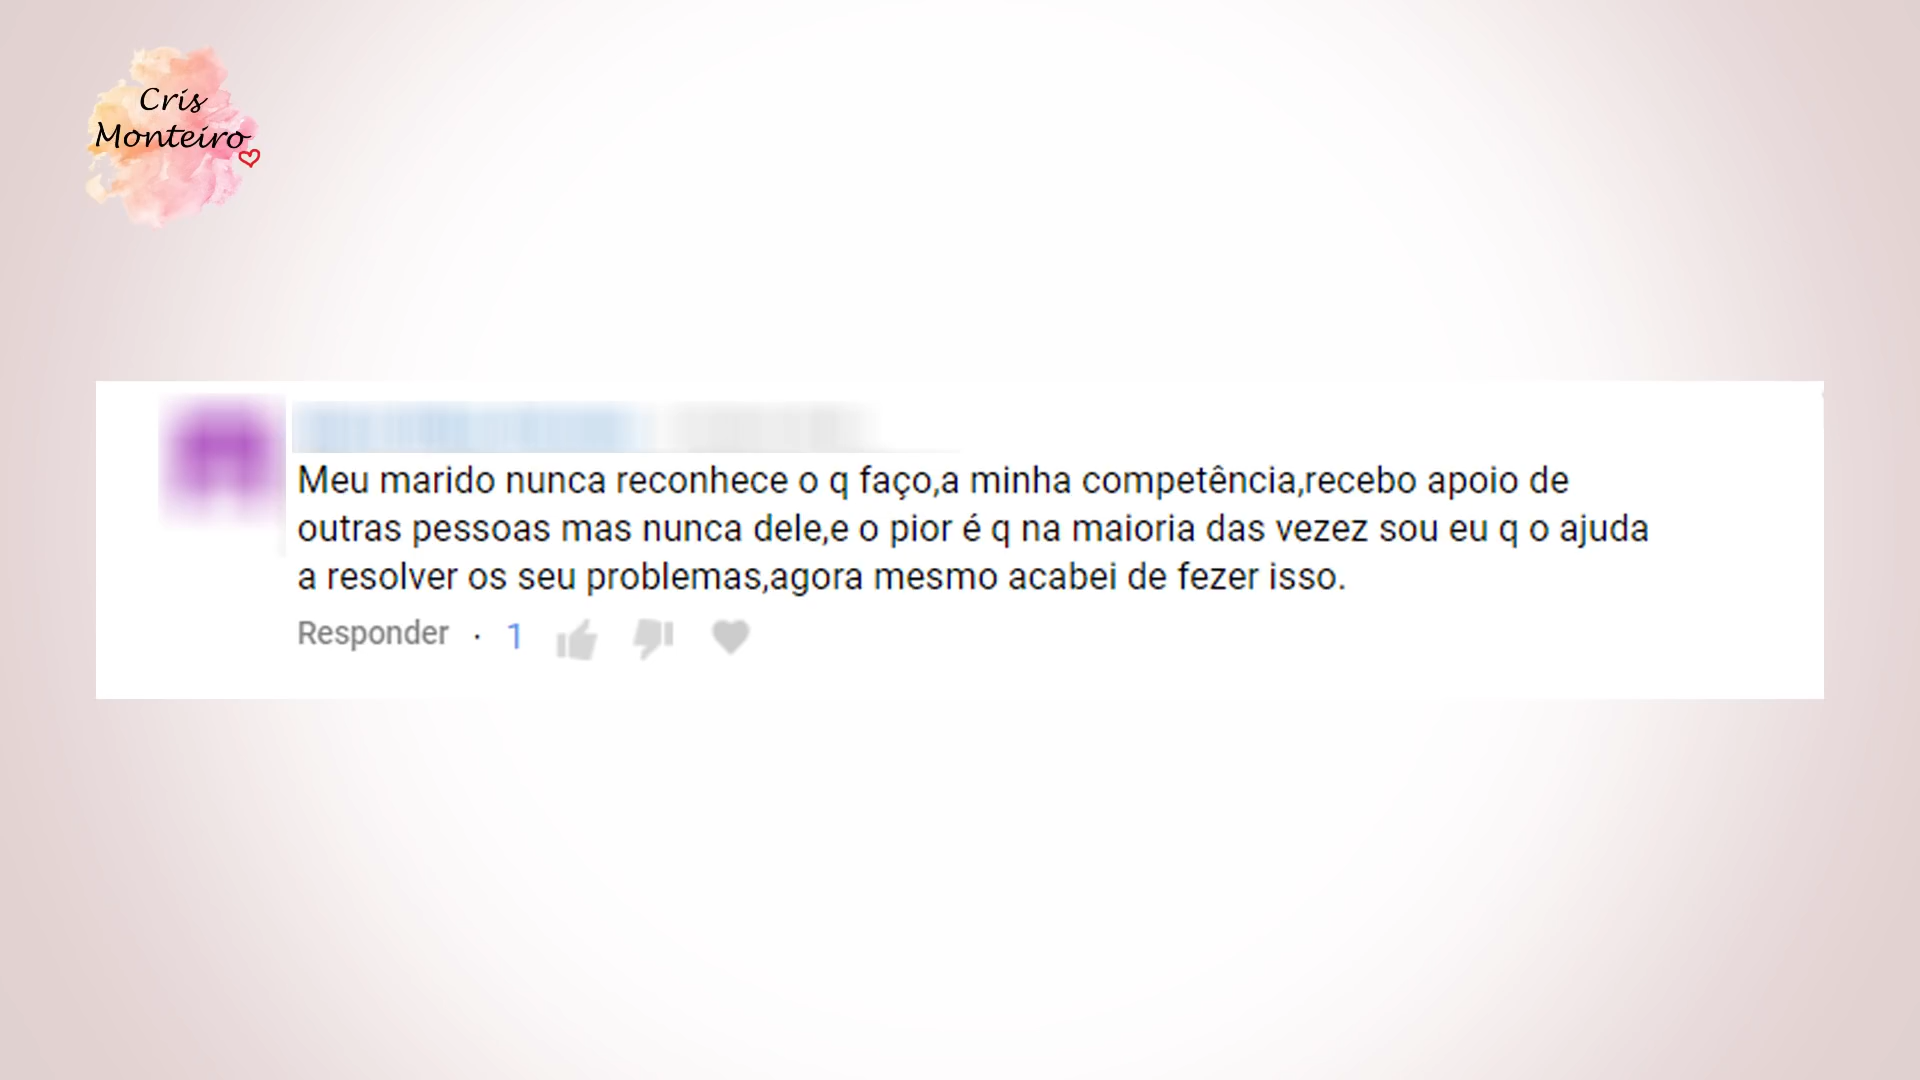 Cris
Monteiro
Meu marido nunca reconhece o q faço,a minha competência,recebo apoio de
outras pessoas mas nunca dele,e o pior é q na maioria das vezez sou eu q o ajuda
a resolver os seu problemas,agora mesmo acabei de fezer isso.
Responder · 1